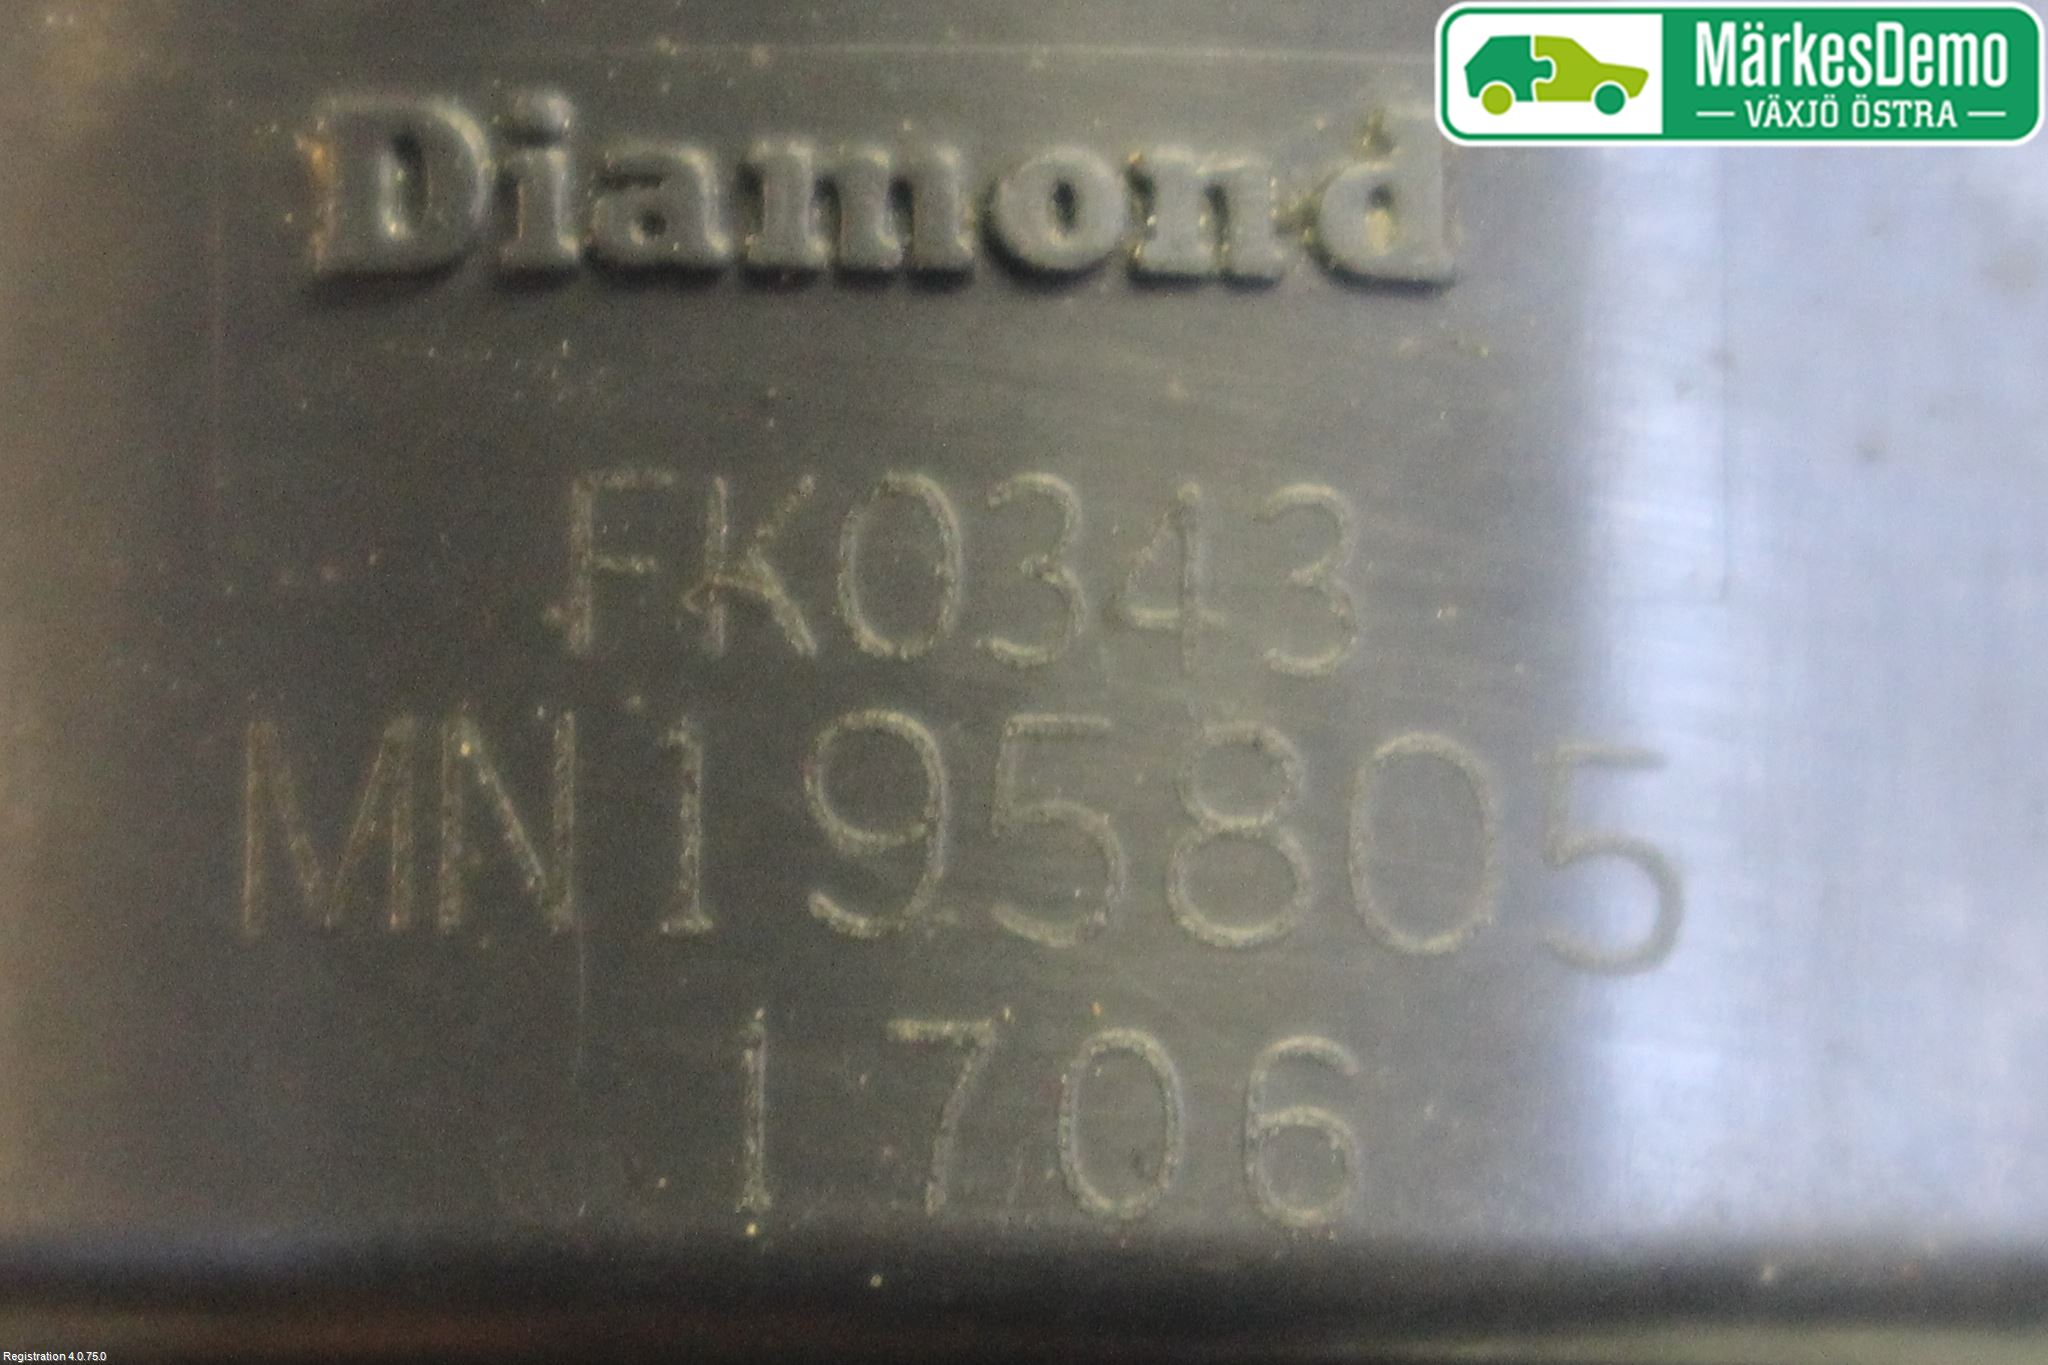 MärkesDemo
— VÄXJÖ ÖSTRA —
Diamond
FK0343
MN195805
1706
Registration 4.0.75.0